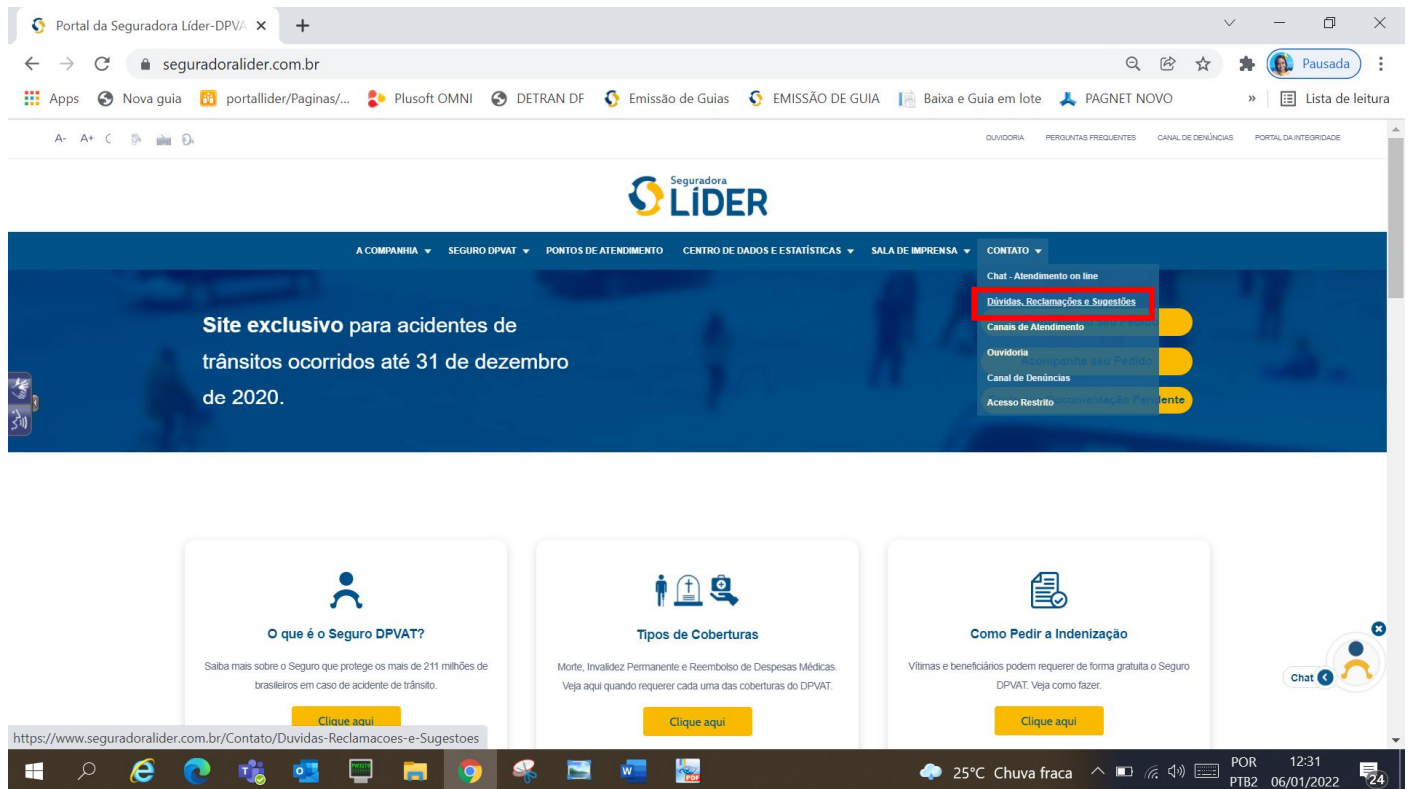 Portal da Seguradora Líder-DPVA
seguradoralider.com.br
Pausada
Apps Nova guia portallider/Paginas/... Plusoft OMNI DETRAN DF Emissão de Guias EMISSÃO DE GUIA Baixa e Guia em lote PAGNET NOVO » Lista de leitura
A- A+
OUVIDORIA PERGUNTAS FREQUENTES CANAL DE DENÚNCIAS PORTAL DA INTEGRIDADE
Seguradora
LÍDER
A COMPANHIA SEGURO DPVAT PONTOS DE ATENDIMENTO CENTRO DE DADOS E ESTATÍSTICAS SALA DE IMPRENSA CONTATO
Chat - Atendimento on line
Dúvidas, Reclamações e Sugestões
Canais de Atendimento
Ouvidoria
Acompanhe seu Pedido
Canal de Denúncias
Acesso Restrito
Documentação Pendente
Site exclusivo para acidentes de
trânsitos ocorridos até 31 de dezembro
de 2020.
O que é o Seguro DPVAT?
Saiba mais sobre o Seguro que protege os mais de 211 milhões de
brasileiros em caso de acidente de trânsito.
Clique aqui
Tipos de Coberturas
Morte, Invalidez Permanente e Reembolso de Despesas Médicas.
Veja aqui quando requerer cada uma das coberturas do DPVAT.
Clique aqui
Como Pedir a Indenização
Vítimas e beneficiários podem requerer de forma gratuita o Seguro
DPVAT. Veja como fazer.
Clique aqui
Chat
https://www.seguradoralider.com.br/Contato/Duvidas-Reclamacoes-e-Sugestoes
25°C Chuva fraca
POR
PTB2
12:31
06/01/2022
24